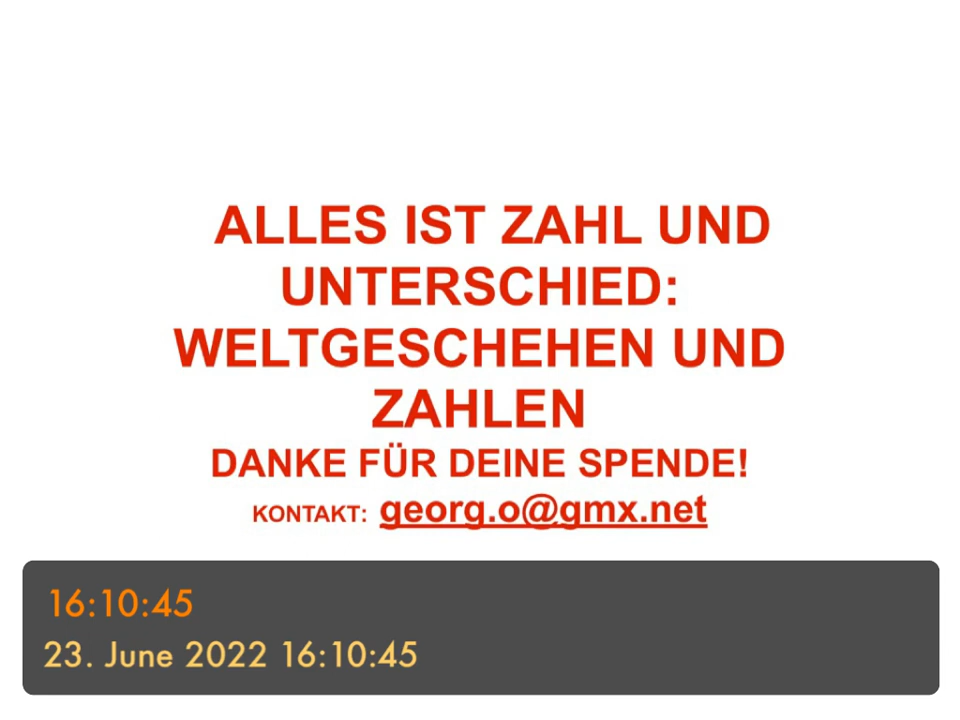 ALLES IST ZAHL UND
UNTERSCHIED:
WELTGESCHEHEN UND
ZAHLEN
DANKE FÜR DEINE SPENDE!
KONTAKT: georg.o@gmx.net
16:10:45
23. June 2022 16:10:45